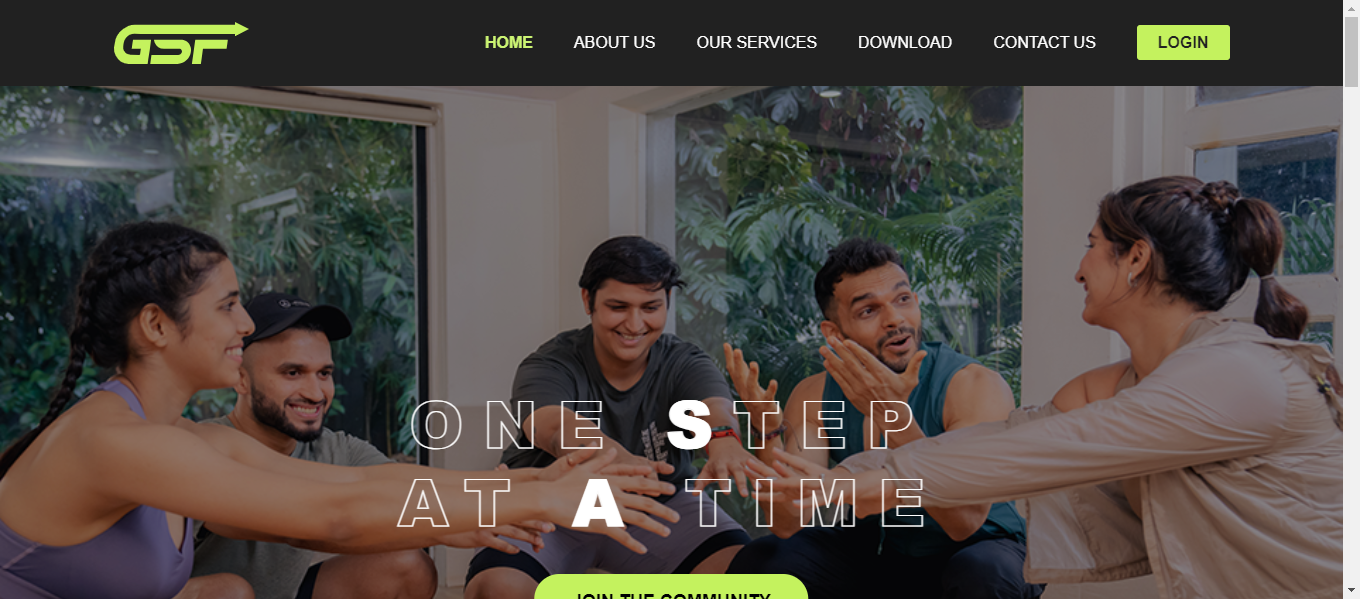 GSF
HOME ABOUT US OUR SERVICES DOWNLOAD CONTACT US LOGIN
ONE STEP
AT A TIME
JOIN THE COMMUNITY